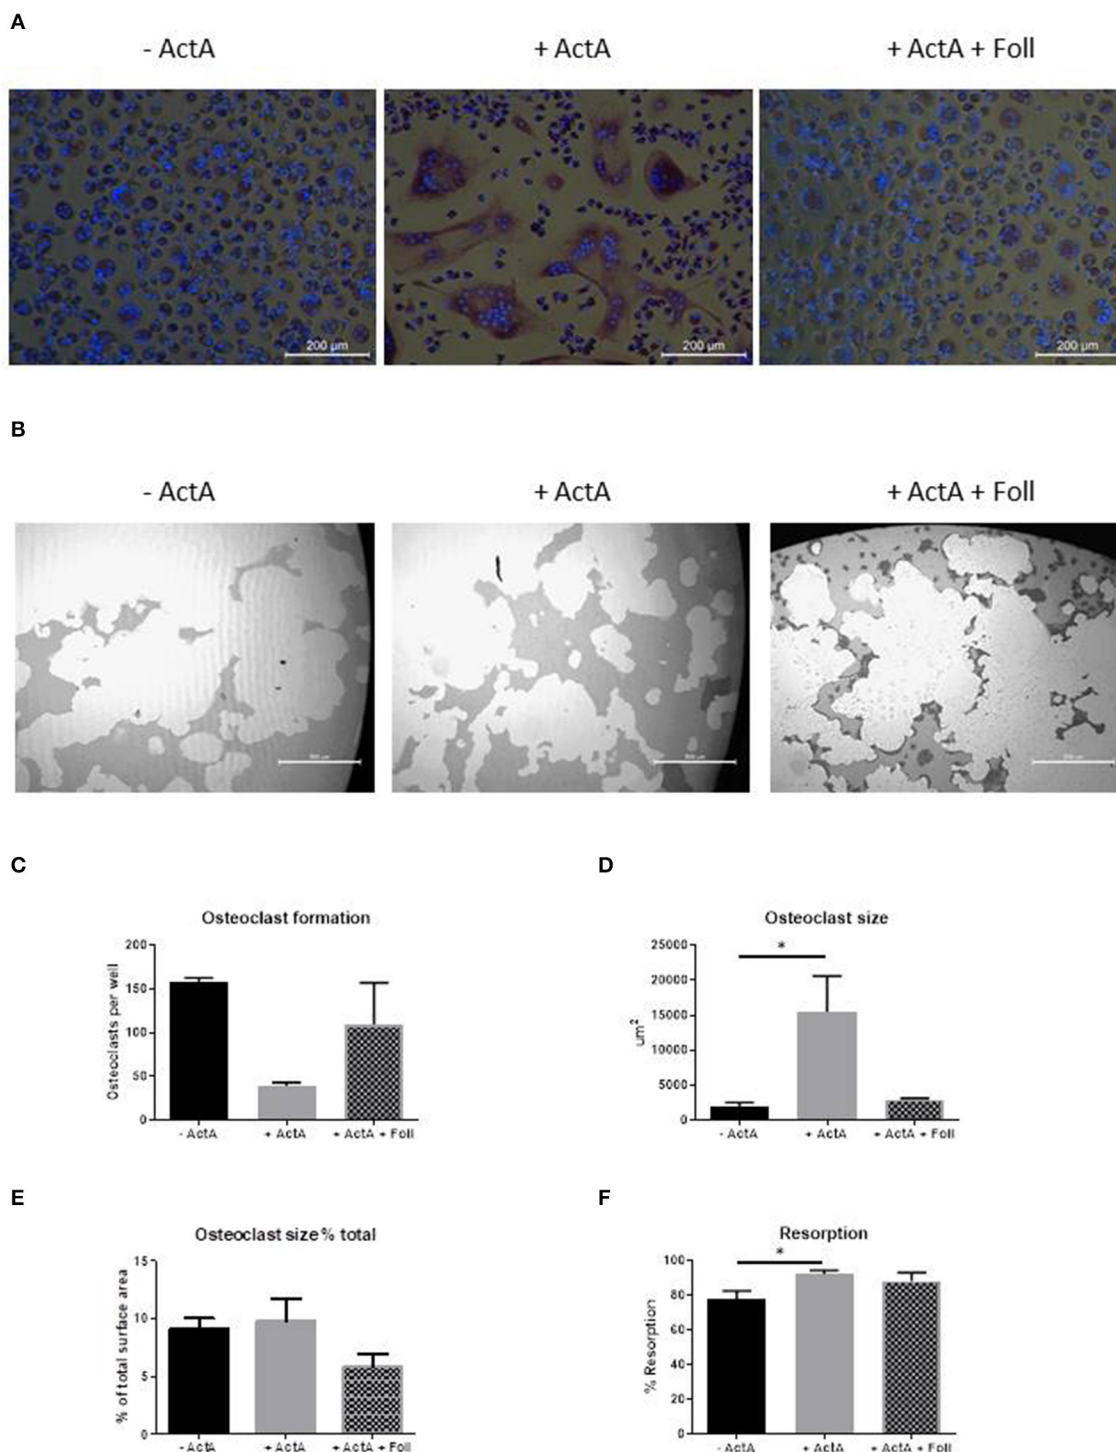 A
- ActA + ActA + ActA + Foll
200 µm 200 µm 200 µm
B
- ActA + ActA + ActA + Foll
C
Osteoclast formation
Osteoclasts per well
200
150
100
50
0
- ActA + ActA + ActA + Foll
D
Osteoclast size
um²
25000
20000
15000
10000
5000
0
*
- ActA + ActA + ActA + Foll
E
Osteoclast size % total
% of total surface area
15
10
5
0
- ActA + ActA + ActA + Foll
F
Resorption
% Resorption
100
80
60
40
20
0
*
- ActA + ActA + ActA + Foll